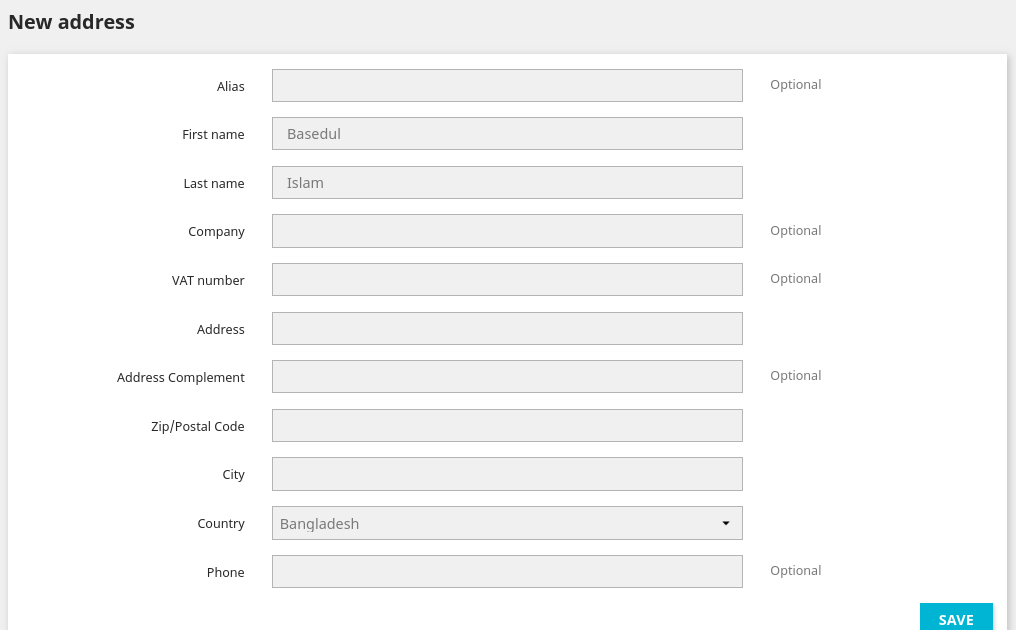 New address
Alias Optional
First name Basedul
Last name Islam
Company Optional
VAT number Optional
Address
Address Complement Optional
Zip/Postal Code
City
Country Bangladesh
Phone Optional
SAVE